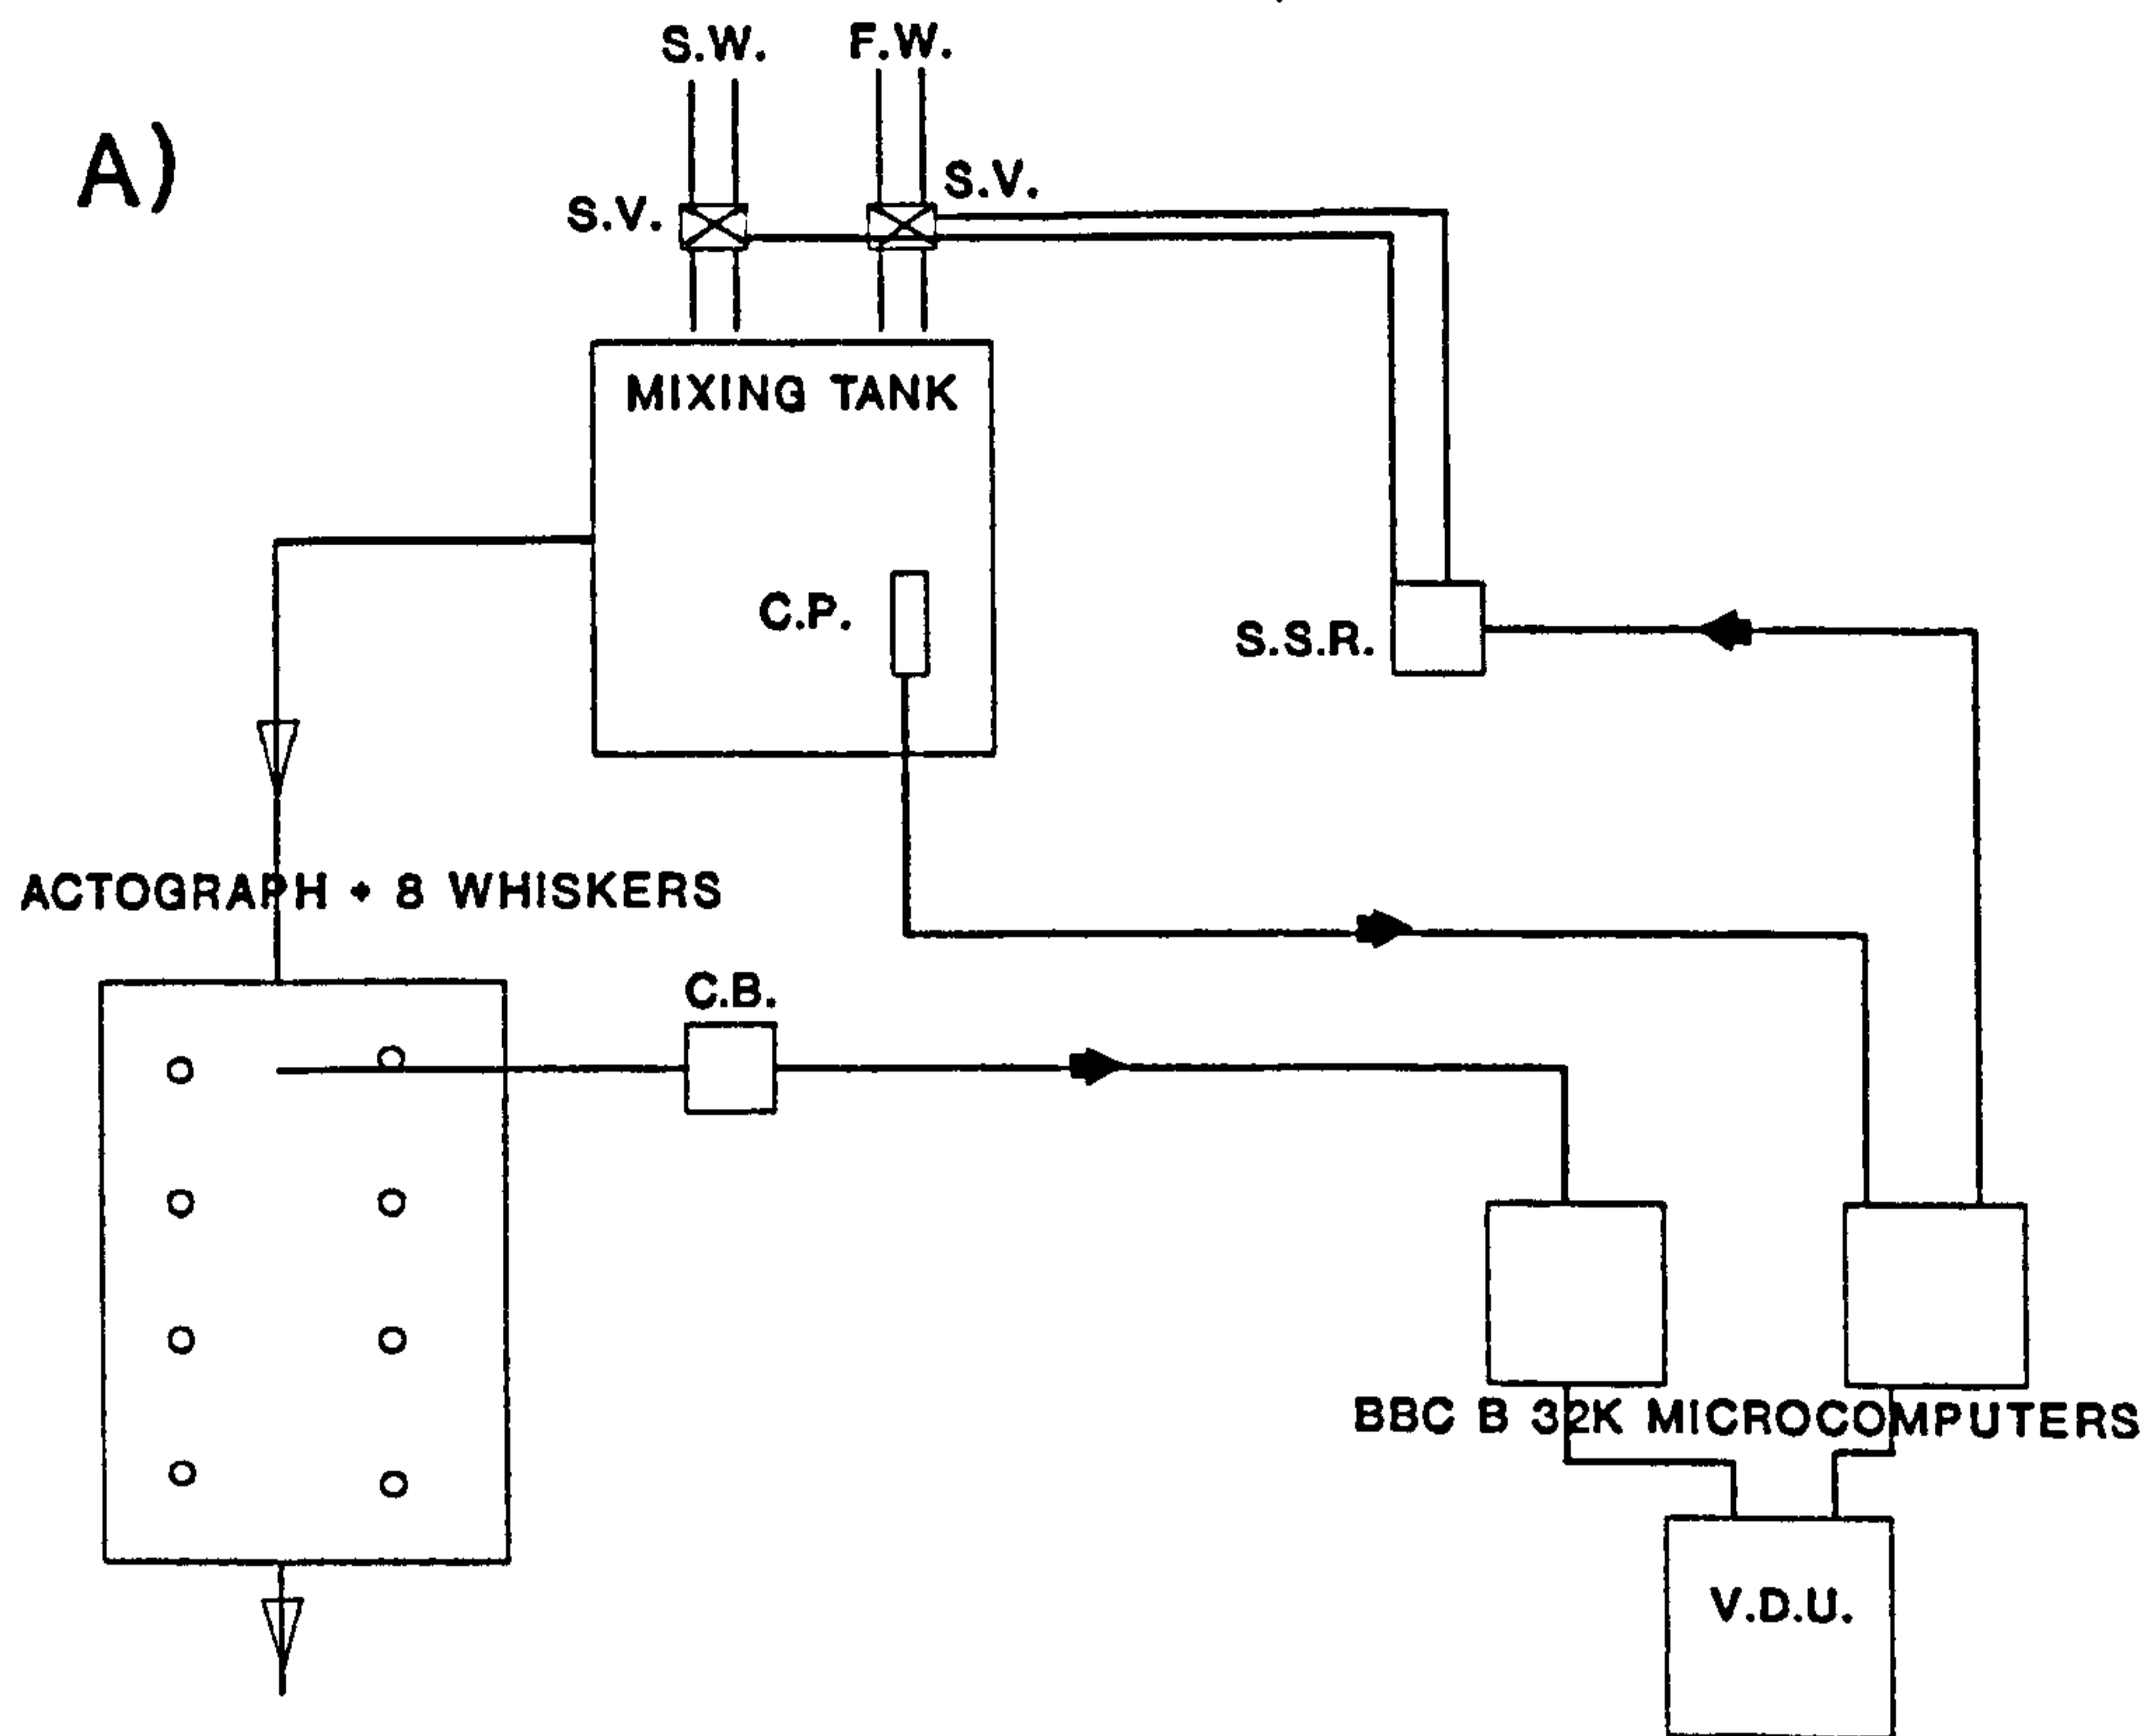 S.W. F.W.
A)
S.V.
S.V.
MIXING TANK
C.P.
S.S.R.
ACTOGRAPH + 8 WHISKERS
C.B.
BBC B 32K MICROCOMPUTERS
V.D.U.